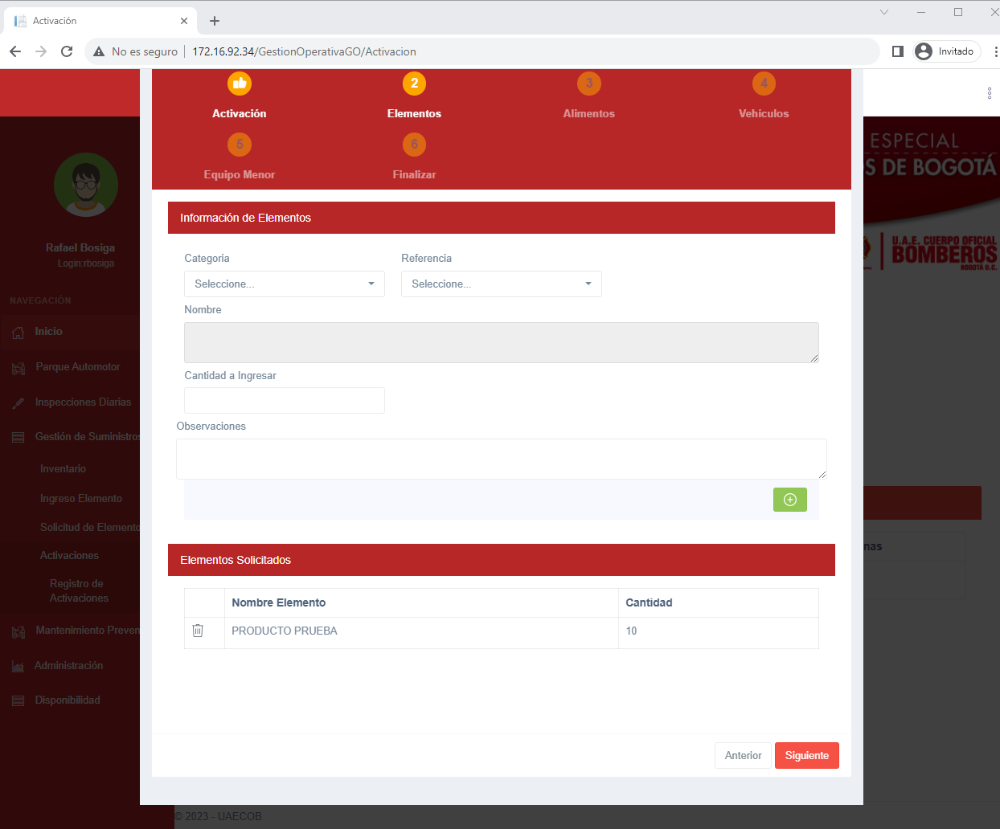 Activación
No es seguro
172.16.92.34/GestionOperativaGO/Activacion
Invitado
2
3
4
Activación
Elementos
Alimentos
Vehículos
5
6
Equipo Menor
Finalizar
ESPECIAL
S DE BOGOTÁ
U.A.E. CUERPO OFICIAL
BOMBEROS
BOGOTÁ D.C.
Rafael Bosiga
Login:rbosiga
NAVEGACIÓN
Inicio
Parque Automotor
Inspecciones Diarias
Gestión de Suministros
Inventario
Ingreso Elemento
Solicitud de Elemento
Activaciones
Registro de
Activaciones
Mantenimiento Preven
Administración
Disponibilidad
Información de Elementos
Categoria
Referencia
Seleccione...
Seleccione...
Nombre
Cantidad a Ingresar
Observaciones
Elementos Solicitados
nas
Nombre Elemento
Cantidad
PRODUCTO PRUEBA
10
Anterior
Siguiente
© 2023 - UAECOB